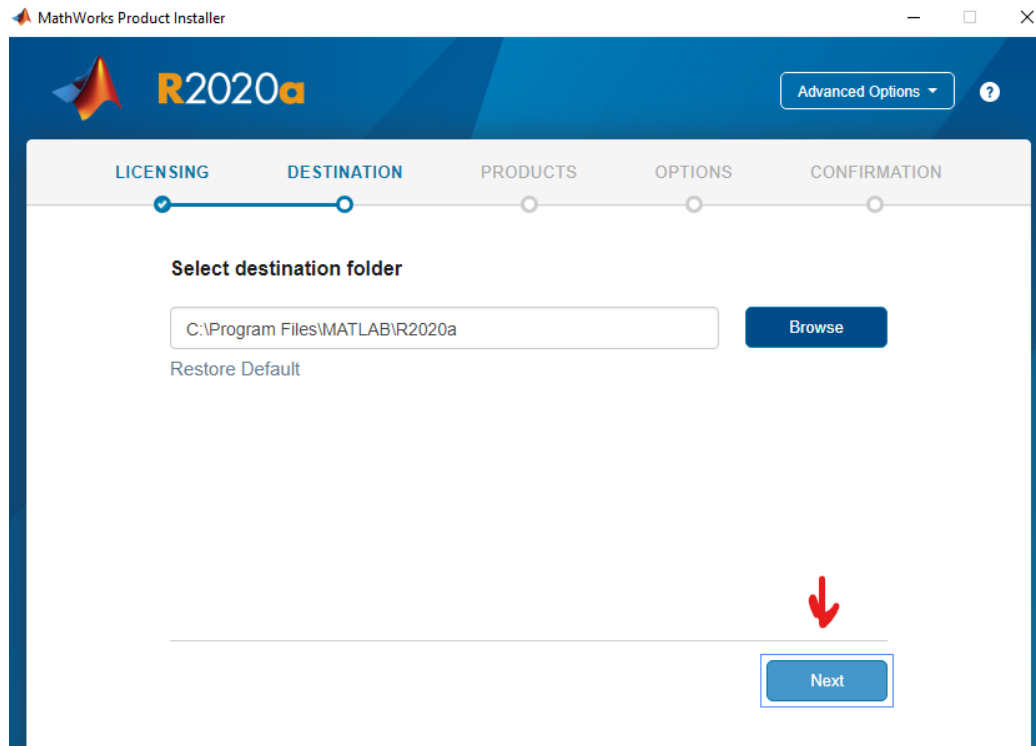 MathWorks Product Installer
R2020a
Advanced Options
?
LICENSING DESTINATION PRODUCTS OPTIONS CONFIRMATION
Select destination folder
C:\Program Files\MATLAB\R2020a
Browse
Restore Default
Next